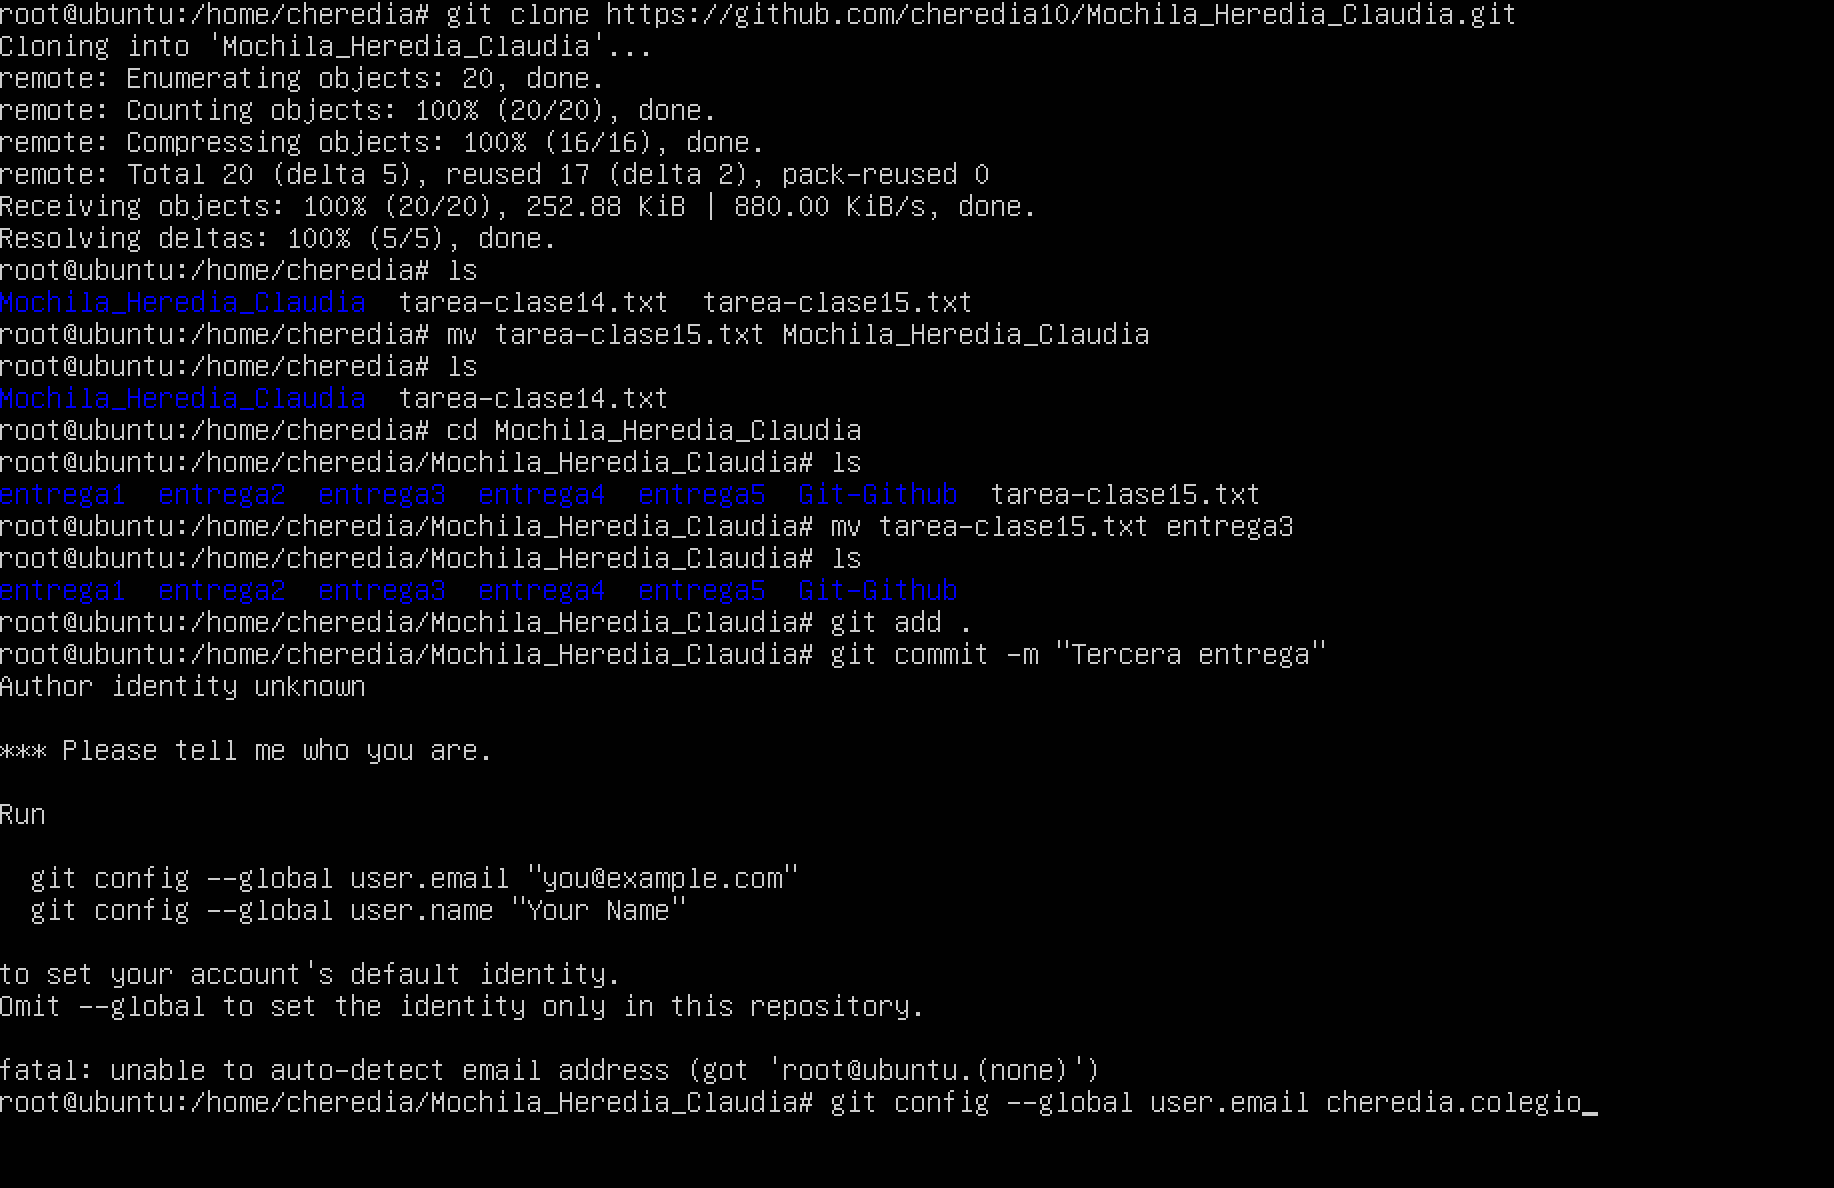 root@ubuntu:/home/cheredia# git clone https://github.com/cheredia10/Mochila_Heredia_Claudia.git
Cloning into 'Mochila_Heredia_Claudia'...
remote: Enumerating objects: 20, done.
remote: Counting objects: 100% (20/20), done.
remote: Compressing objects: 100% (16/16), done.
remote: Total 20 (delta 5), reused 17 (delta 2), pack-reused 0
Receiving objects: 100% (20/20), 252.88 KiB | 880.00 KiB/s, done.
Resolving deltas: 100% (5/5), done.
root@ubuntu:/home/cheredia# ls
Mochila_Heredia_Claudia  tarea-clase14.txt  tarea-clase15.txt
root@ubuntu:/home/cheredia# mv tarea-clase15.txt Mochila_Heredia_Claudia
root@ubuntu:/home/cheredia# ls
Mochila_Heredia_Claudia  tarea-clase14.txt
root@ubuntu:/home/cheredia# cd Mochila_Heredia_Claudia
root@ubuntu:/home/cheredia/Mochila_Heredia_Claudia# ls
entrega1  entrega2  entrega3  entrega4  entrega5  Git-Github  tarea-clase15.txt
root@ubuntu:/home/cheredia/Mochila_Heredia_Claudia# mv tarea-clase15.txt entrega3
root@ubuntu:/home/cheredia/Mochila_Heredia_Claudia# ls
entrega1  entrega2  entrega3  entrega4  entrega5  Git-Github
root@ubuntu:/home/cheredia/Mochila_Heredia_Claudia# git add .
root@ubuntu:/home/cheredia/Mochila_Heredia_Claudia# git commit -m "Tercera entrega"
Author identity unknown
*** Please tell me who you are.
Run
  git config --global user.email "you@example.com"
  git config --global user.name "Your Name"
to set your account's default identity.
Omit --global to set the identity only in this repository.
fatal: unable to auto-detect email address (got 'root@ubuntu.(none)')
root@ubuntu:/home/cheredia/Mochila_Heredia_Claudia# git config --global user.email cheredia.colegio_